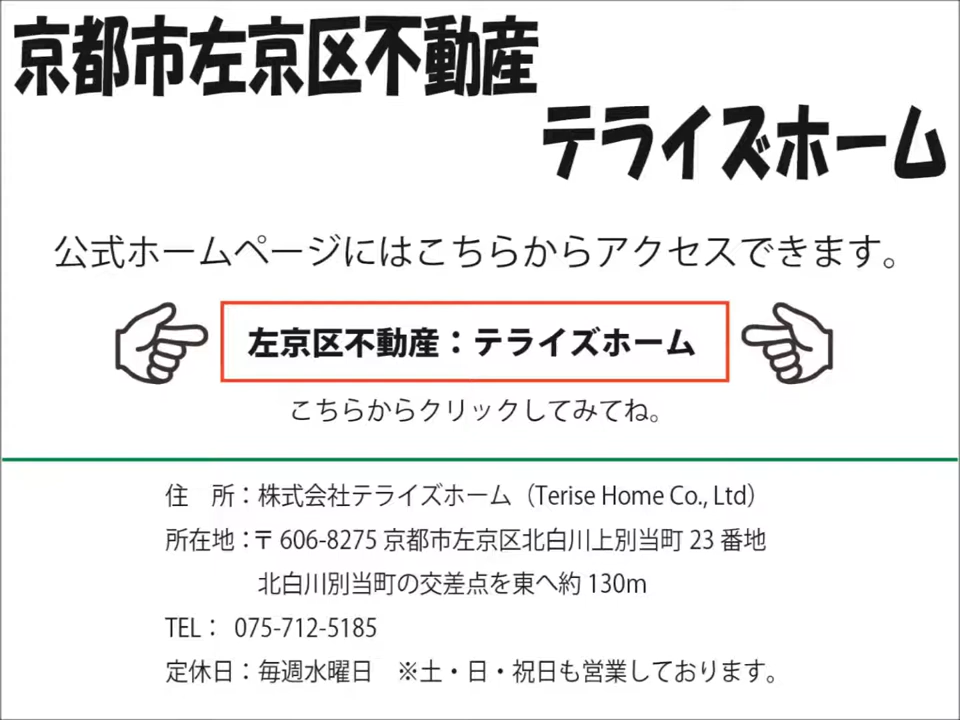 京都市左京区不動産
テライズホーム
公式ホームページにはこちらからアクセスできます。
左京区不動産：テライズホーム
こちらからクリックしてみてね。
住　所：株式会社テライズホーム（Terise Home Co., Ltd）
所在地：〒 606-8275 京都市左京区北白川上別当町 23 番地
北白川別当町の交差点を東へ約 130m
TEL： 075-712-5185
定休日：毎週水曜日　※土・日・祝日も営業しております。